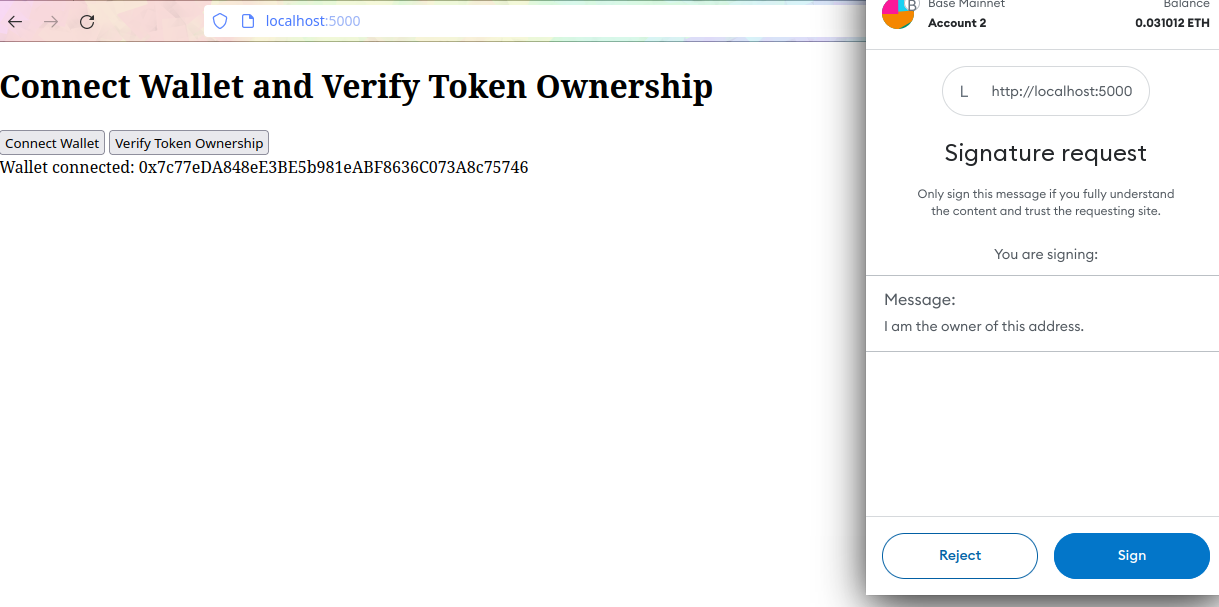 localhost:5000
Connect Wallet and Verify Token Ownership
Connect Wallet Verify Token Ownership
Wallet connected: 0x7c77eDA848eE3BE5b981eABF8636C073A8c75746
B Base Mainnet Balance
Account 2 0.031012 ETH
L http://localhost:5000
Signature request
Only sign this message if you fully understand
the content and trust the requesting site.
You are signing:
Message:
I am the owner of this address.
Reject Sign